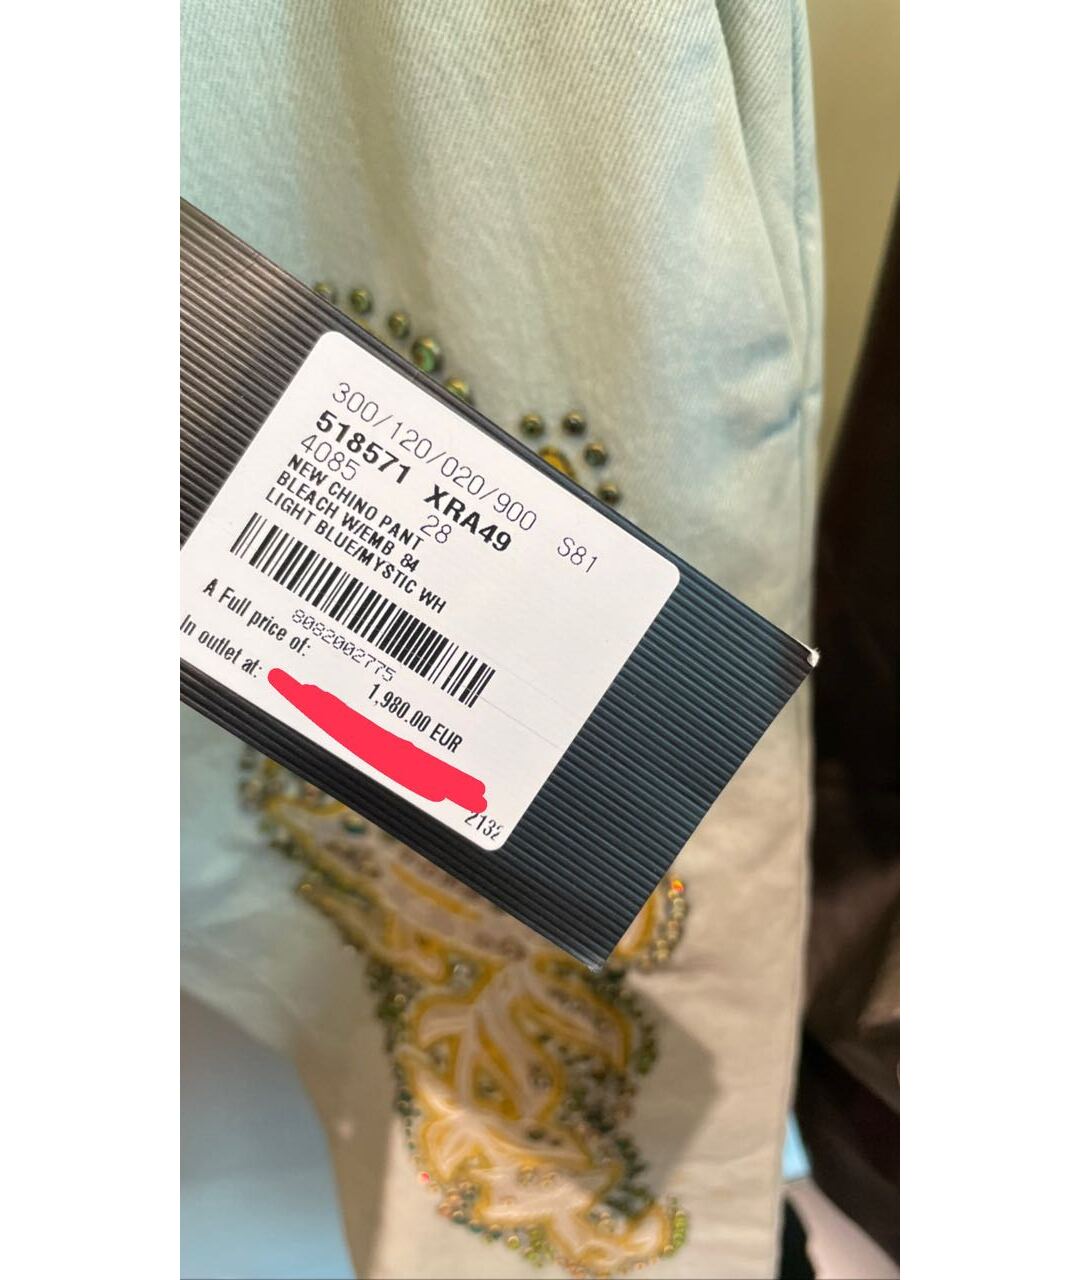 300/120/020/900 S81
518571 XRA49
4085 28
NEW CHINO PANT
BLEACH W/EMB 84
LIGHT BLUE/MYSTIC WH
8082002775
A Full price of: 1,980.00 EUR
In outlet at:
2132